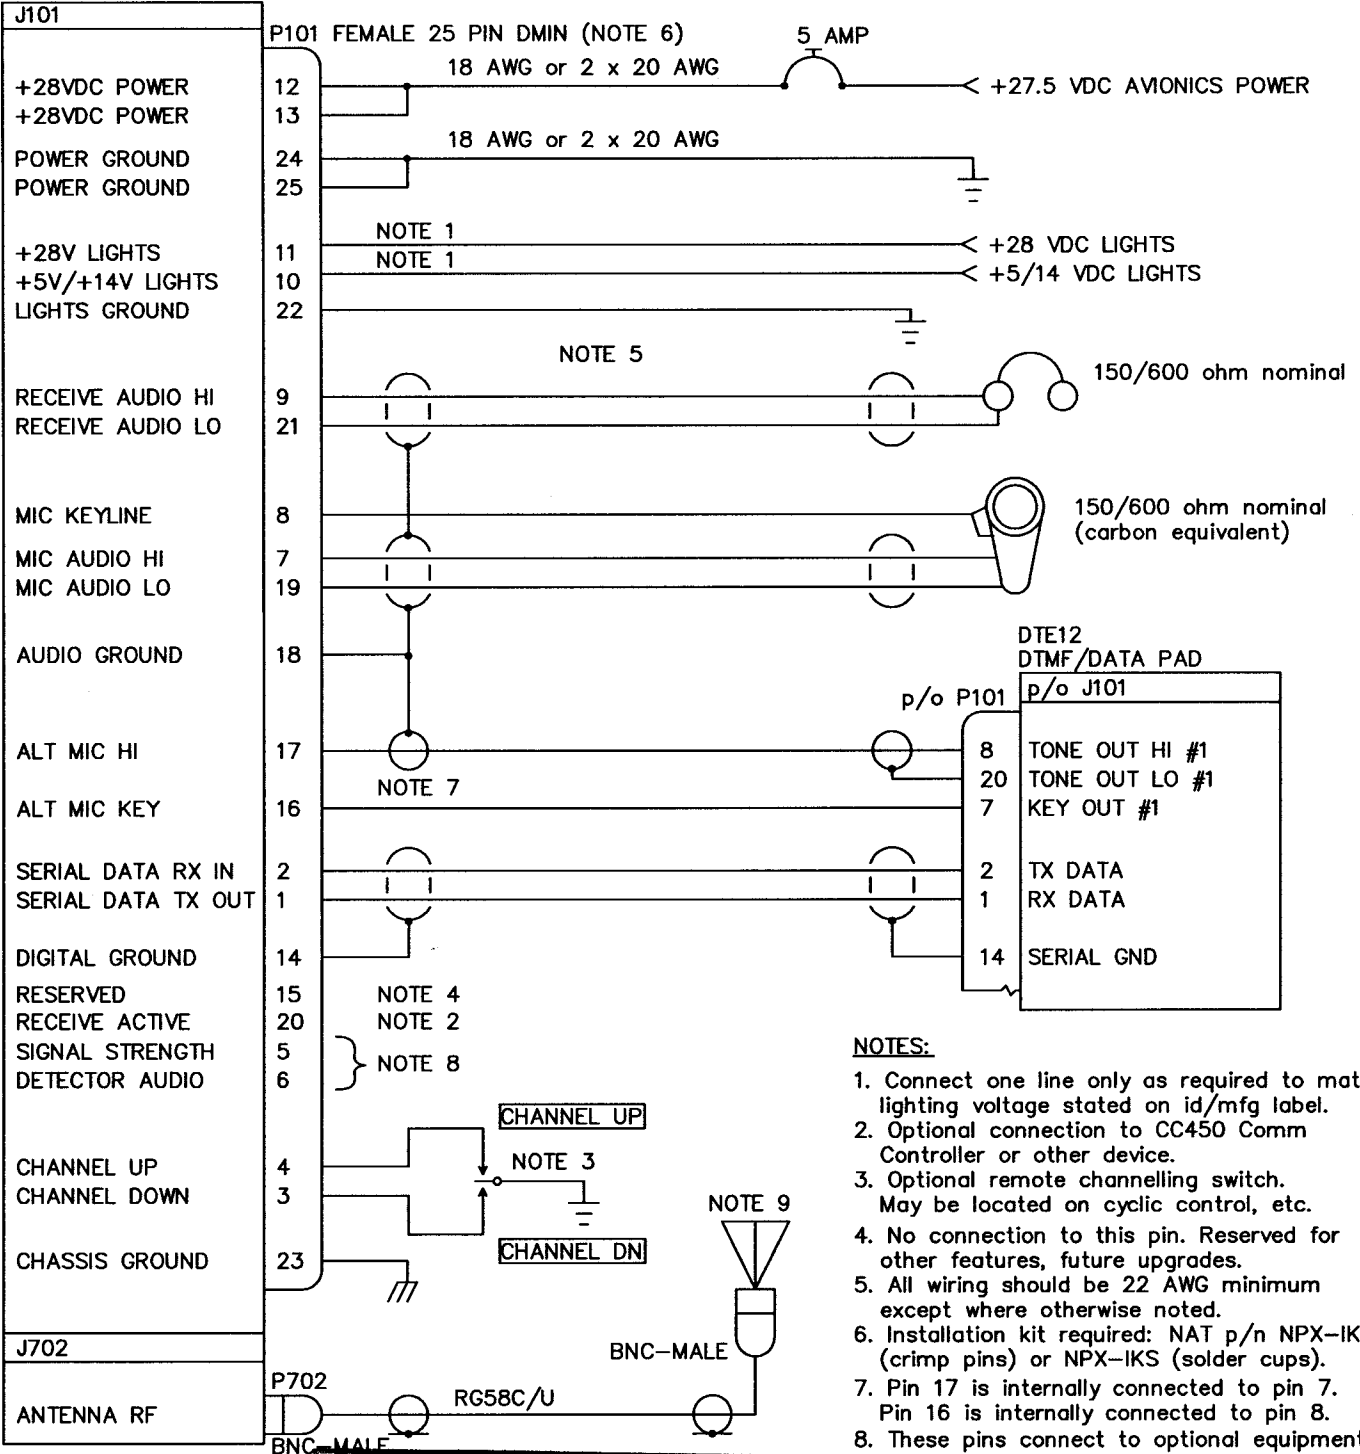 J101
P101 FEMALE 25 PIN DMIN (NOTE 6)
5 AMP
18 AWG or 2 x 20 AWG
+28VDC POWER 12
+27.5 VDC AVIONICS POWER
+28VDC POWER 13
18 AWG or 2 x 20 AWG
POWER GROUND 24
POWER GROUND 25
NOTE 1
+28V LIGHTS 11
+28 VDC LIGHTS
NOTE 1
+5V/+14V LIGHTS 10
+5/14 VDC LIGHTS
LIGHTS GROUND 22
NOTE 5
150/600 ohm nominal
RECEIVE AUDIO HI 9
RECEIVE AUDIO LO 21
MIC KEYLINE 8
150/600 ohm nominal
(carbon equivalent)
MIC AUDIO HI 7
MIC AUDIO LO 19
AUDIO GROUND 18
DTE12
DTMF/DATA PAD
p/o P101
p/o J101
ALT MIC HI 17
8 TONE OUT HI #1
20 TONE OUT LO #1
NOTE 7
ALT MIC KEY 16
7 KEY OUT #1
SERIAL DATA RX IN 2
2 TX DATA
SERIAL DATA TX OUT 1
1 RX DATA
DIGITAL GROUND 14
14 SERIAL GND
RESERVED 15 NOTE 4
RECEIVE ACTIVE 20 NOTE 2
SIGNAL STRENGTH 5
NOTE 8
DETECTOR AUDIO 6
CHANNEL UP
CHANNEL UP 4
NOTE 3
CHANNEL DOWN 3
CHANNEL DN
CHASSIS GROUND 23
NOTE 9
J702
BNC-MALE
P702
RG58C/U
ANTENNA RF
BNC-MALE
NOTES:
1. Connect one line only as required to mat
lighting voltage stated on id/mfg label.
2. Optional connection to CC450 Comm
Controller or other device.
3. Optional remote channelling switch.
May be located on cyclic control, etc.
4. No connection to this pin. Reserved for
other features, future upgrades.
5. All wiring should be 22 AWG minimum
except where otherwise noted.
6. Installation kit required: NAT p/n NPX-IK
(crimp pins) or NPX-IKS (solder cups).
7. Pin 17 is internally connected to pin 7.
Pin 16 is internally connected to pin 8.
8. These pins connect to optional equipment